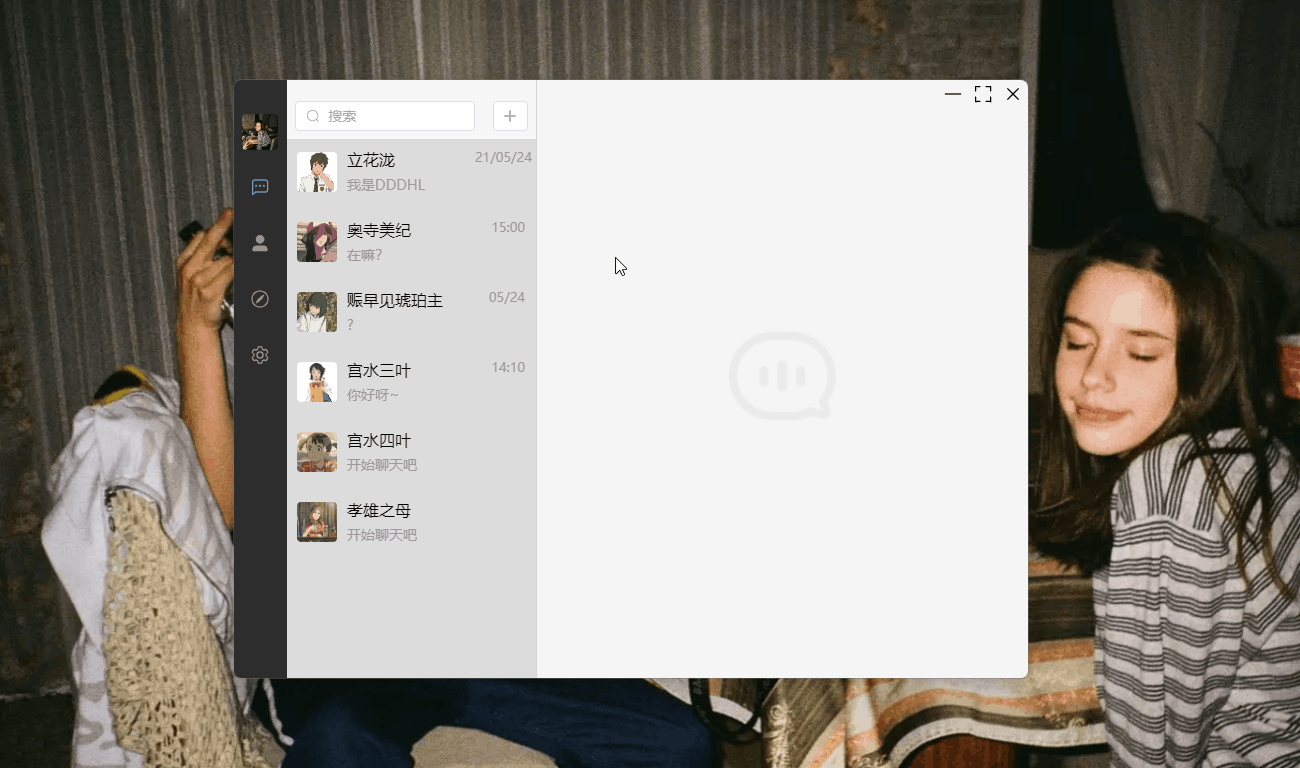 搜索
立花泷 21/05/24
我是DDDHL
奥寺美纪 15:00
在嘛?
赈早见琥珀主 05/24
?
宫水三叶 14:10
你好呀~
宫水四叶
开始聊天吧
孝雄之母
开始聊天吧